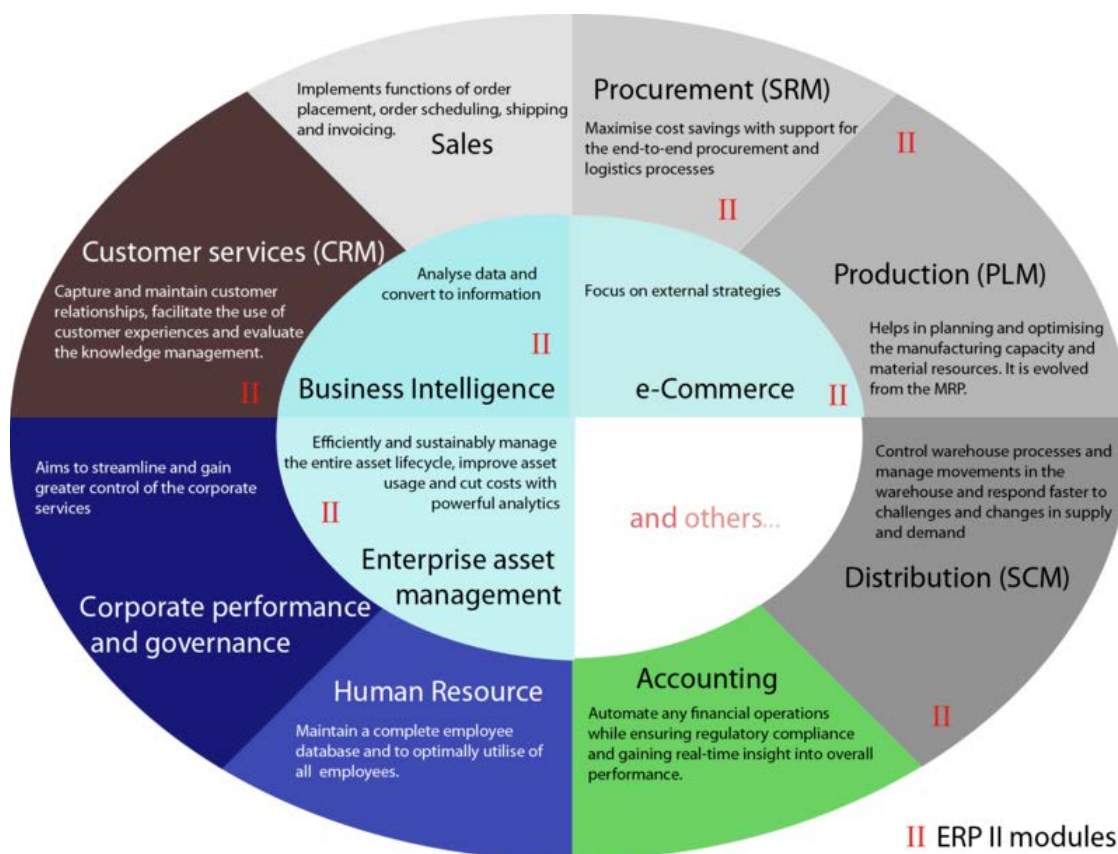 Implements functions of order
placement, order scheduling, shipping
and invoicing.
Sales
Procurement (SRM)
Maximise cost savings with support for
the end-to-end procurement and
logistics processes
II
II
Customer services (CRM)
Capture and maintain customer
relationships, facilitate the use of
customer experiences and evaluate
the knowledge management.
II
Analyse data and
convert to information
II
Business Intelligence
Focus on external strategies
e-Commerce
II
Production (PLM)
Helps in planning and optimising
the manufacturing capacity and
material resources. It is evolved
from the MRP.
Aims to streamline and gain
greater control of the corporate
services
Corporate performance
and governance
Efficiently and sustainably manage
the entire asset lifecycle, improve asset
usage and cut costs with
powerful analytics
II
Enterprise asset
management
and others...
Control warehouse processes and
manage movements in the
warehouse and respond faster to
challenges and changes in supply
and demand
Distribution (SCM)
II
Human Resource
Maintain a complete employee
database and to optimally utilise of
all employees.
Accounting
Automate any financial operations
while ensuring regulatory compliance
and gaining real-time insight into overall
performance.
II ERP II modules